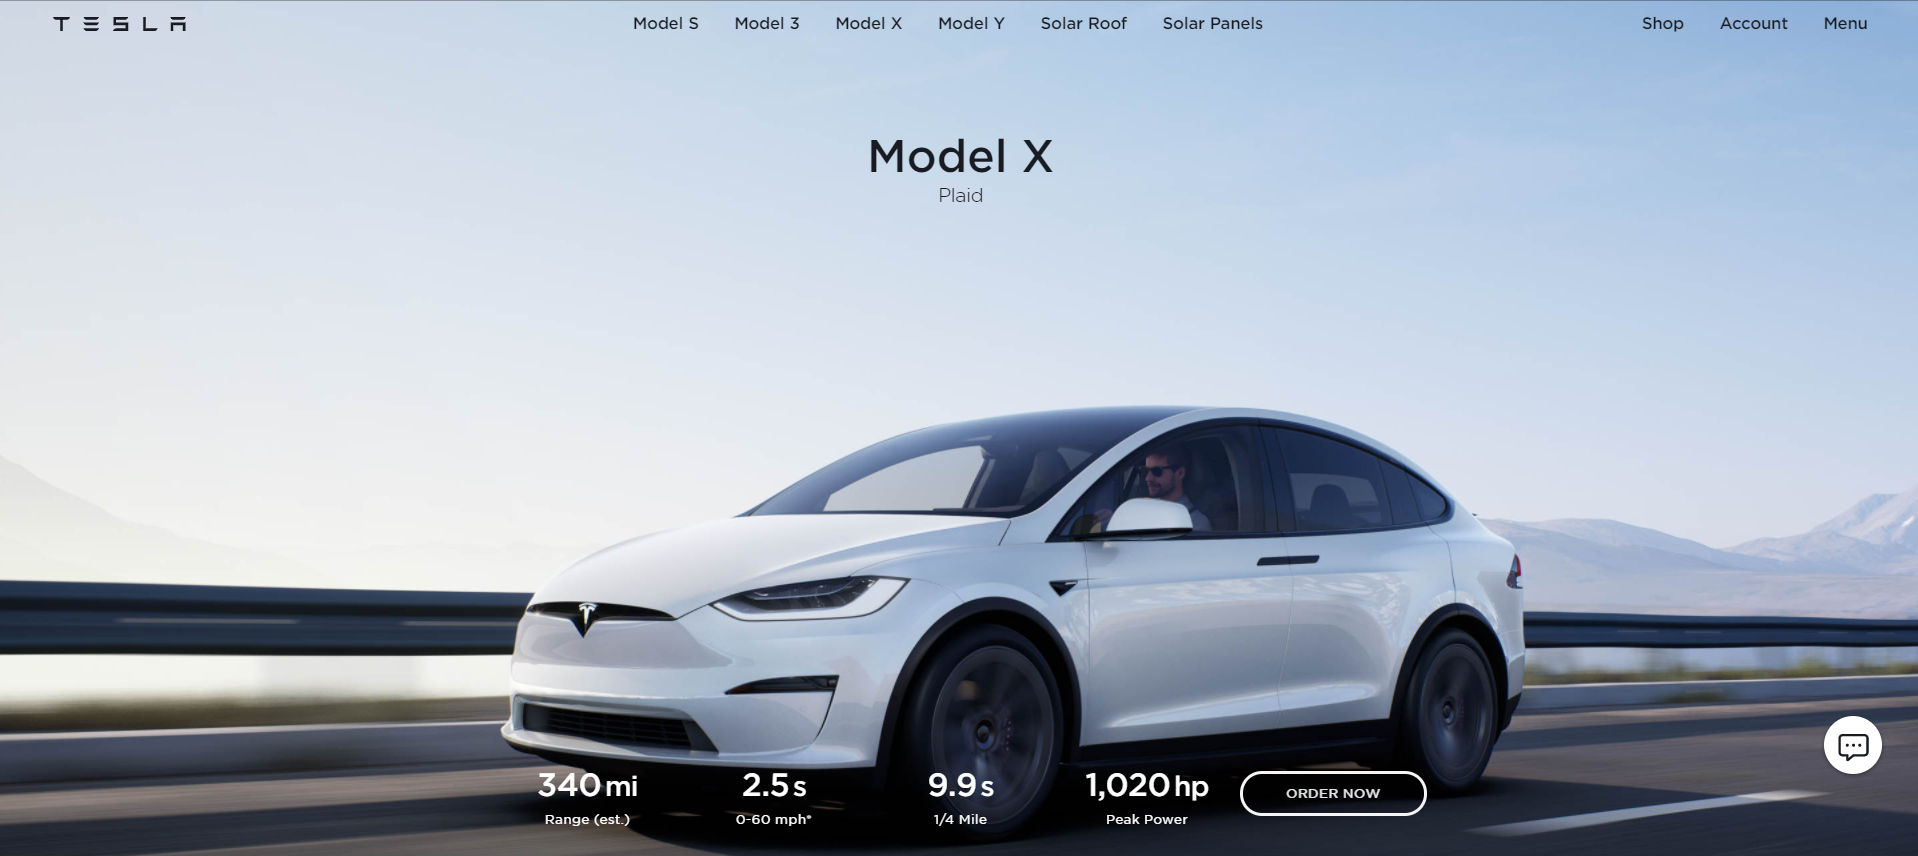 TESLA
Model S Model 3 Model X Model Y Solar Roof Solar Panels
Shop Account Menu
Model X
Plaid
340 mi
Range (est.)
2.5 s
0-60 mph*
9.9 s
1/4 Mile
1,020 hp
Peak Power
ORDER NOW